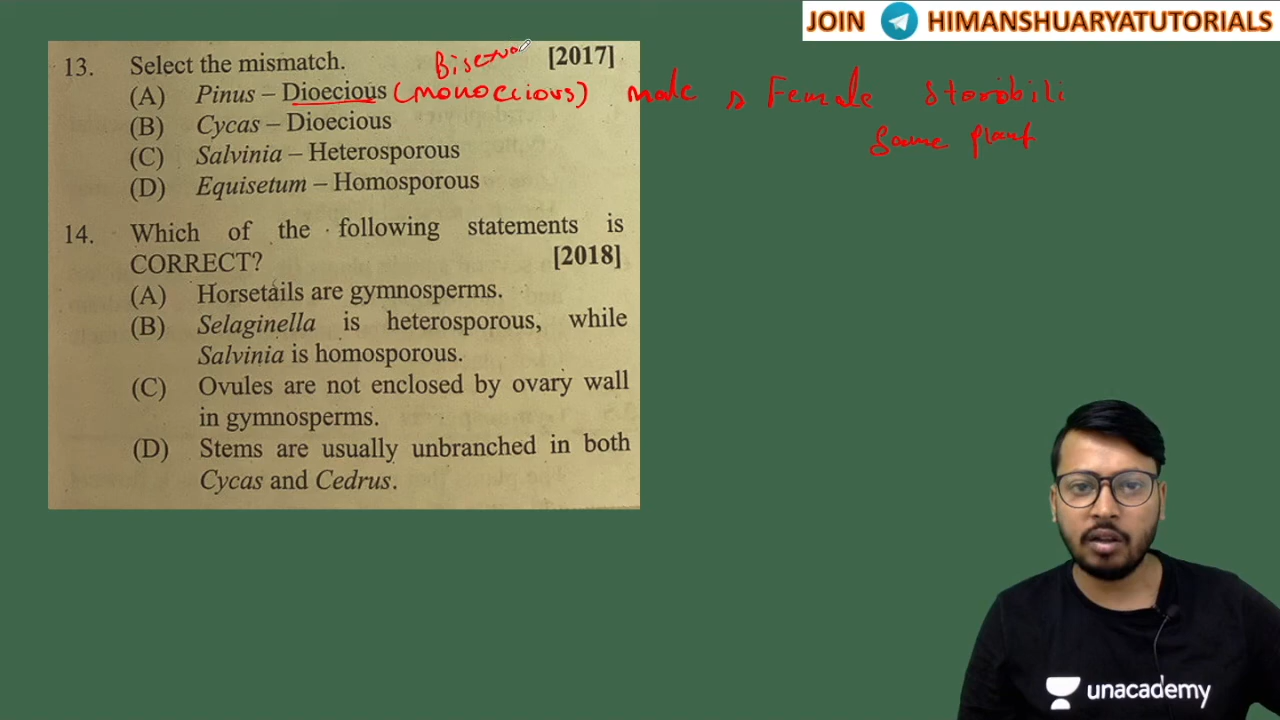 JOIN HIMANSHUARYATUTORIALS
13. Select the mismatch. [2017]
(A) Pinus – Dioecious (monoecious) male Female
same plant
(B) Cycas – Dioecious
(C) Salvinia – Heterosporous
(D) Equisetum – Homosporous
14. Which of the following statements is
CORRECT? [2018]
(A) Horsetails are gymnosperms.
(B) Selaginella is heterosporous, while
Salvinia is homosporous.
(C) Ovules are not enclosed by ovary wall
in gymnosperms.
(D) Stems are usually unbranched in both
Cycas and Cedrus.
unacademy